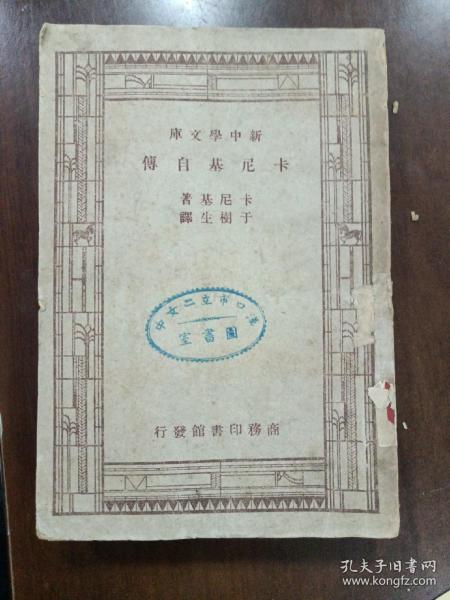 新中學文庫
卡尼基自傳
卡尼基著
于樹生譯
汉口市立二女中
圖書室
商務印書館發行
孔夫子旧书网
www.kongfz.com